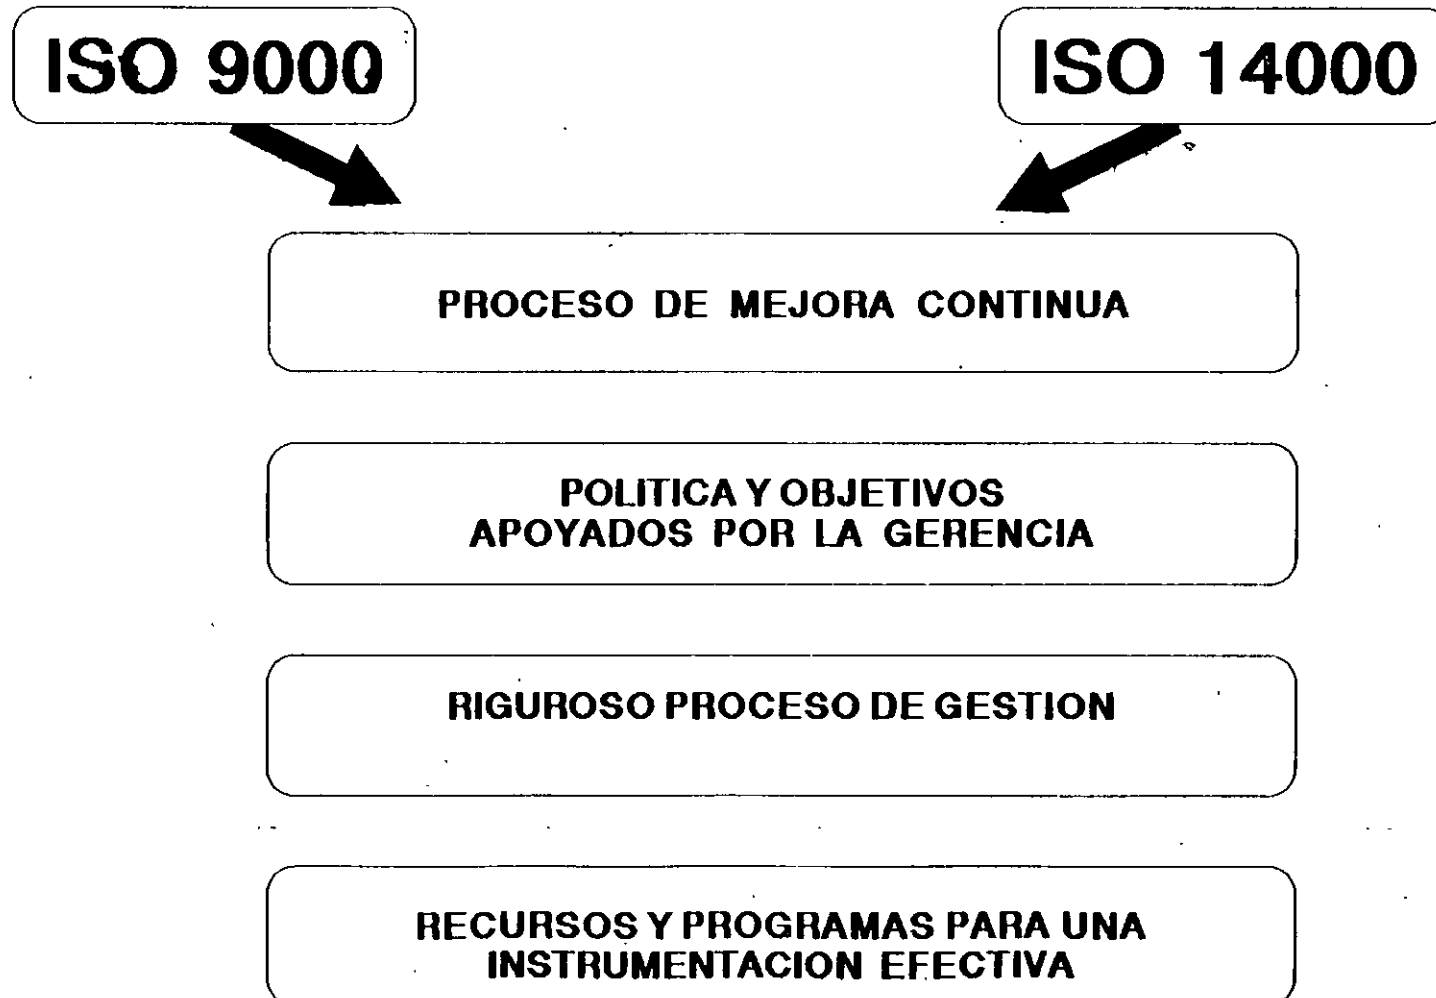 ISO 9000
ISO 14000
PROCESO DE MEJORA CONTINUA
POLITICA Y OBJETIVOS
APOYADOS POR LA GERENCIA
RIGUROSO PROCESO DE GESTION
RECURSOS Y PROGRAMAS PARA UNA
INSTRUMENTACION EFECTIVA